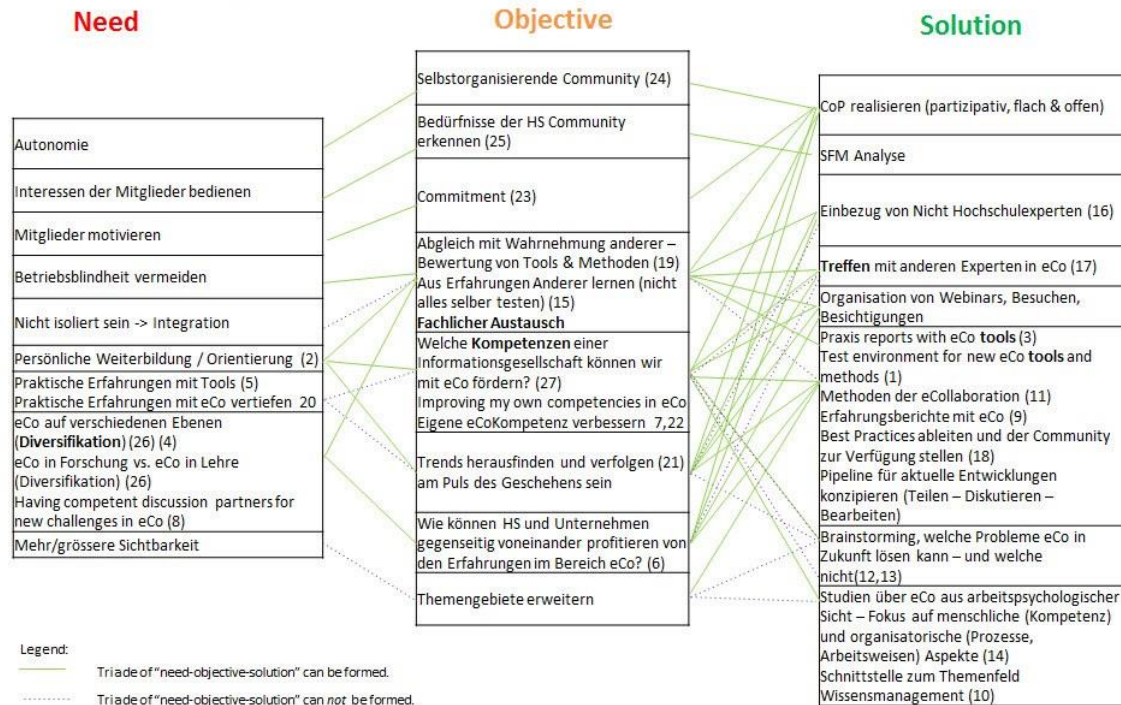 Need
Objective
Solution
Autonomie
Interessen der Mitglieder bedienen
Mitglieder motivieren
Betriebsblindheit vermeiden
Nicht isoliert sein -> Integration
Persönliche Weiterbildung / Orientierung (2)
Praktische Erfahrungen mit Tools (5)
Praktische Erfahrungen mit eCo vertiefen 20
eCo auf verschiedenen Ebenen
(Diversifikation) (26) (4)
eCo in Forschung vs. eCo in Lehre
(Diversifikation) (26)
Having competent discussion partners for
new challenges in eCo (8)
Mehr/grössere Sichtbarkeit
Selbstorganisierende Community (24)
Bedürfnisse der HS Community
erkennen (25)
Commitment (23)
Abgleich mit Wahrnehmung anderer –
Bewertung von Tools & Methoden (19)
Aus Erfahrungen Anderer lernen (nicht
alles selber testen) (15)
Fachlicher Austausch
Welche Kompetenzen einer
Informationsgesellschaft können wir
mit eCo fördern? (27)
Improving my own competencies in eCo
Eigene eCoKompetenz verbessern 7,22
Trends herausfinden und verfolgen (21)
am Puls des Geschehens sein
Wie können HS und Unternehmen
gegenseitig voneinander profitieren von
den Erfahrungen im Bereich eCo? (6)
Themengebiete erweitern
CoP realisieren (partizipativ, flach & offen)
SFM Analyse
Einbezug von Nicht Hochschulexperten (16)
Treffen mit anderen Experten in eCo (17)
Organisation von Webinars, Besuchen,
Besichtigungen
Praxis reports with eCo tools (3)
Test environment for new eCo tools and
methods (1)
Methoden der eCollaboration (11)
Erfahrungsberichte mit eCo (9)
Best Practices ableiten und der Community
zur Verfügung stellen (18)
Pipeline für aktuelle Entwicklungen
konzipieren (Teilen – Diskutieren –
Bearbeiten)
Brainstorming, welche Probleme eCo in
Zukunft lösen kann – und welche
nicht(12,13)
Studien über eCo aus arbeitspsychologischer
Sicht – Fokus auf menschliche (Kompetenz)
und organisatorische (Prozesse,
Arbeitsweisen) Aspekte (14)
Schnittstelle zum Themenfeld
Wissensmanagement (10)
Legend:
Triade of "need-objective-solution" can be formed.
Triade of "need-objective-solution" can not be formed.